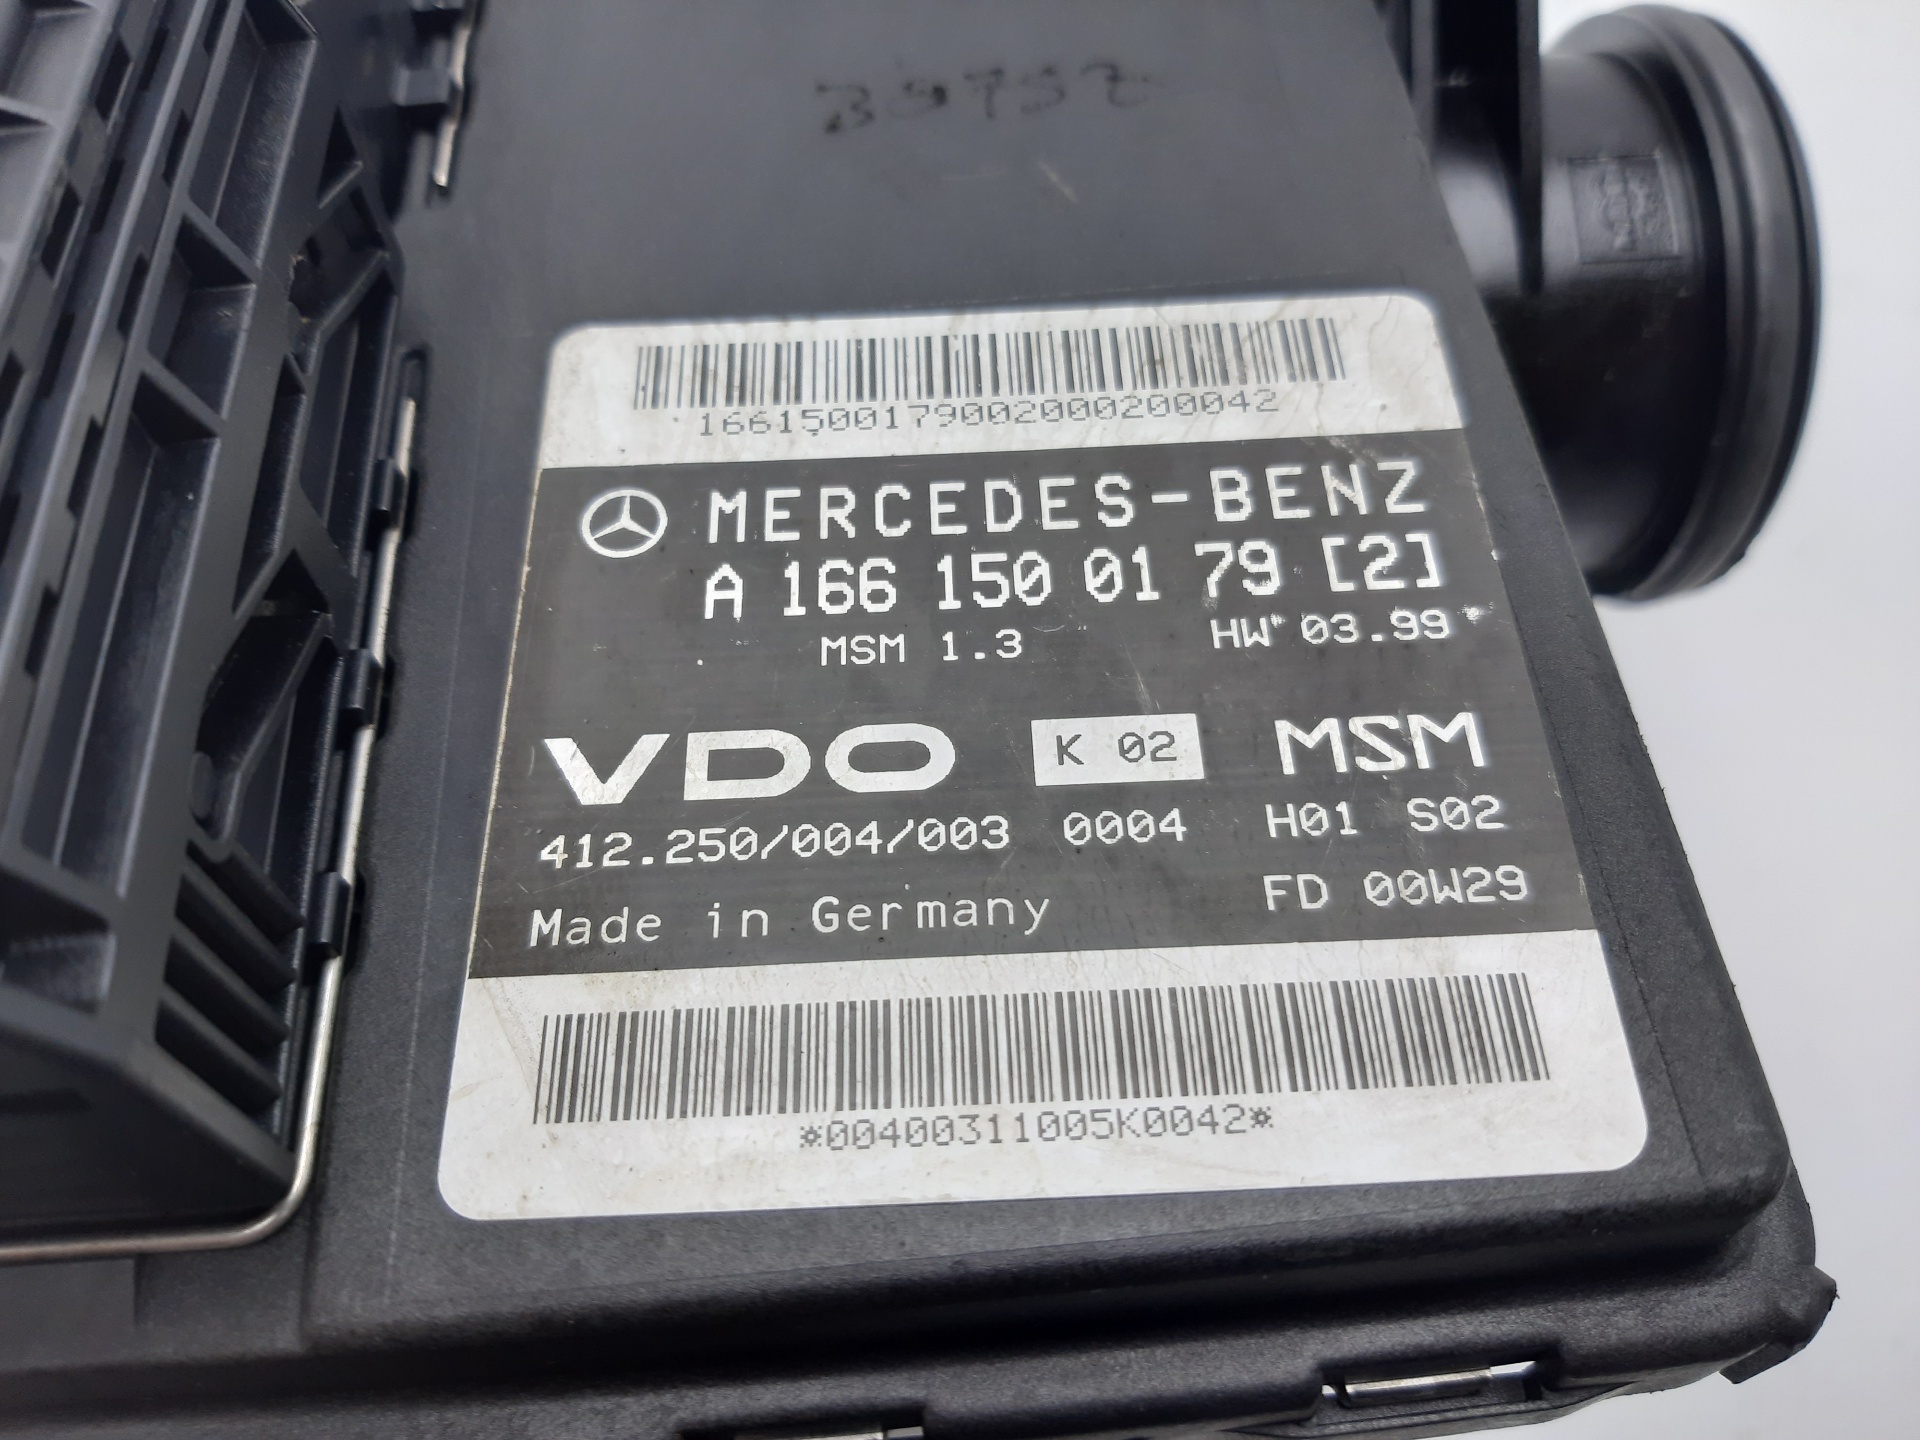 1661500179002000200042
MERCEDES-BENZ
A 166 150 01 79 [2]
MSM 1.3 HW 03.99
VDO K 02 MSM
412.250/004/003 0004 H01 S02
Made in Germany FD 00W29
*00400311005K0042*